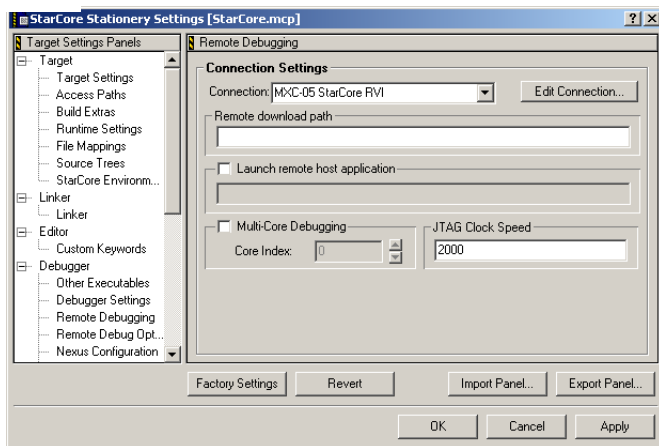 StarCore Stationery Settings [StarCore.mcp]
Target Settings Panels
Target
Target Settings
Access Paths
Build Extras
Runtime Settings
File Mappings
Source Trees
StarCore Environm...
Linker
Linker
Editor
Custom Keywords
Debugger
Other Executables
Debugger Settings
Remote Debugging
Remote Debug Opt...
Nexus Configuration
Remote Debugging
Connection Settings
Connection: MXC-05 StarCore RVI
Edit Connection...
Remote download path
Launch remote host application
Multi-Core Debugging
Core Index: 0
JTAG Clock Speed
2000
Factory Settings
Revert
Import Panel...
Export Panel...
OK
Cancel
Apply